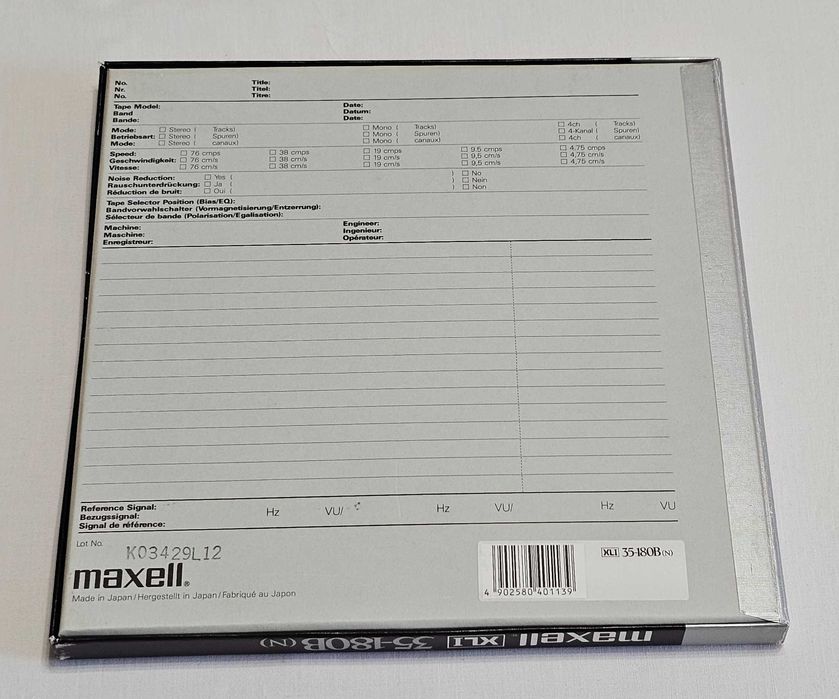 No. Title:
Nr. Titel:
No. Titre:
Tape Model: Date:
Band Datum:
Bande: Date:
Mode: Stereo ( Tracks) Mono ( Tracks) 4ch ( Tracks)
Betriebsart: Stereo ( Spuren) Mono ( Spuren) 4-Kanal ( Spuren)
Mode: Stereo ( canaux) Mono ( canaux) 4ch ( canaux)
Speed: 76 cmps 38 cmps 19 cmps 9.5 cmps 4.75 cmps
Geschwindigkeit: 76 cm/s 38 cm/s 19 cm/s 9,5 cm/s 4,75 cm/s
Vitesse: 76 cm/s 38 cm/s 19 cm/s 9,5 cm/s 4,75 cm/s
Noise Reduction: Yes ( ) No
Rauschunterdrückung: Ja ( ) Nein
Réduction de bruit: Oui ( ) Non
Tape Selector Position (Bias/EQ):
Bandvorwahlschalter (Vormagnetisierung/Entzerrung):
Sélecteur de bande (Polarisation/Egalisation):
Machine: Engineer:
Maschine: Ingenieur:
Enregistreur: Opérateur:
Reference Signal:
Bezugssignal: Hz VU/ Hz VU/ Hz VU
Signal de référence:
Lot No. K03429L12
maxell®
Made in Japan/Hergestellt in Japan/Fabriqué au Japon
4 902580 401139
XLI 35-180B(N)
maxell® XLI 35-180B(N)